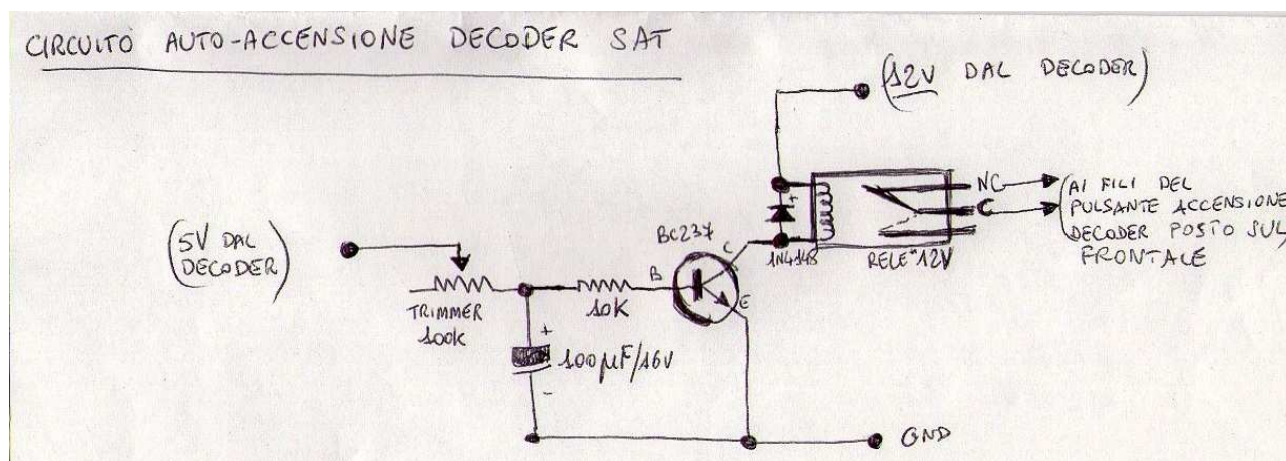 CIRCUITO AUTO-ACCENSIONE DECODER SAT
(12V DAL DECODER)
(5V DAL
DECODER)
TRIMMER
100K
+
100µF/16V
-
10K
BC237
B
C
E
+
1N4148
RELE' 12V
NC
C
(AI FILI DEL
PULSANTE ACCENSIONE
DECODER POSTO SUL
FRONTALE
GND